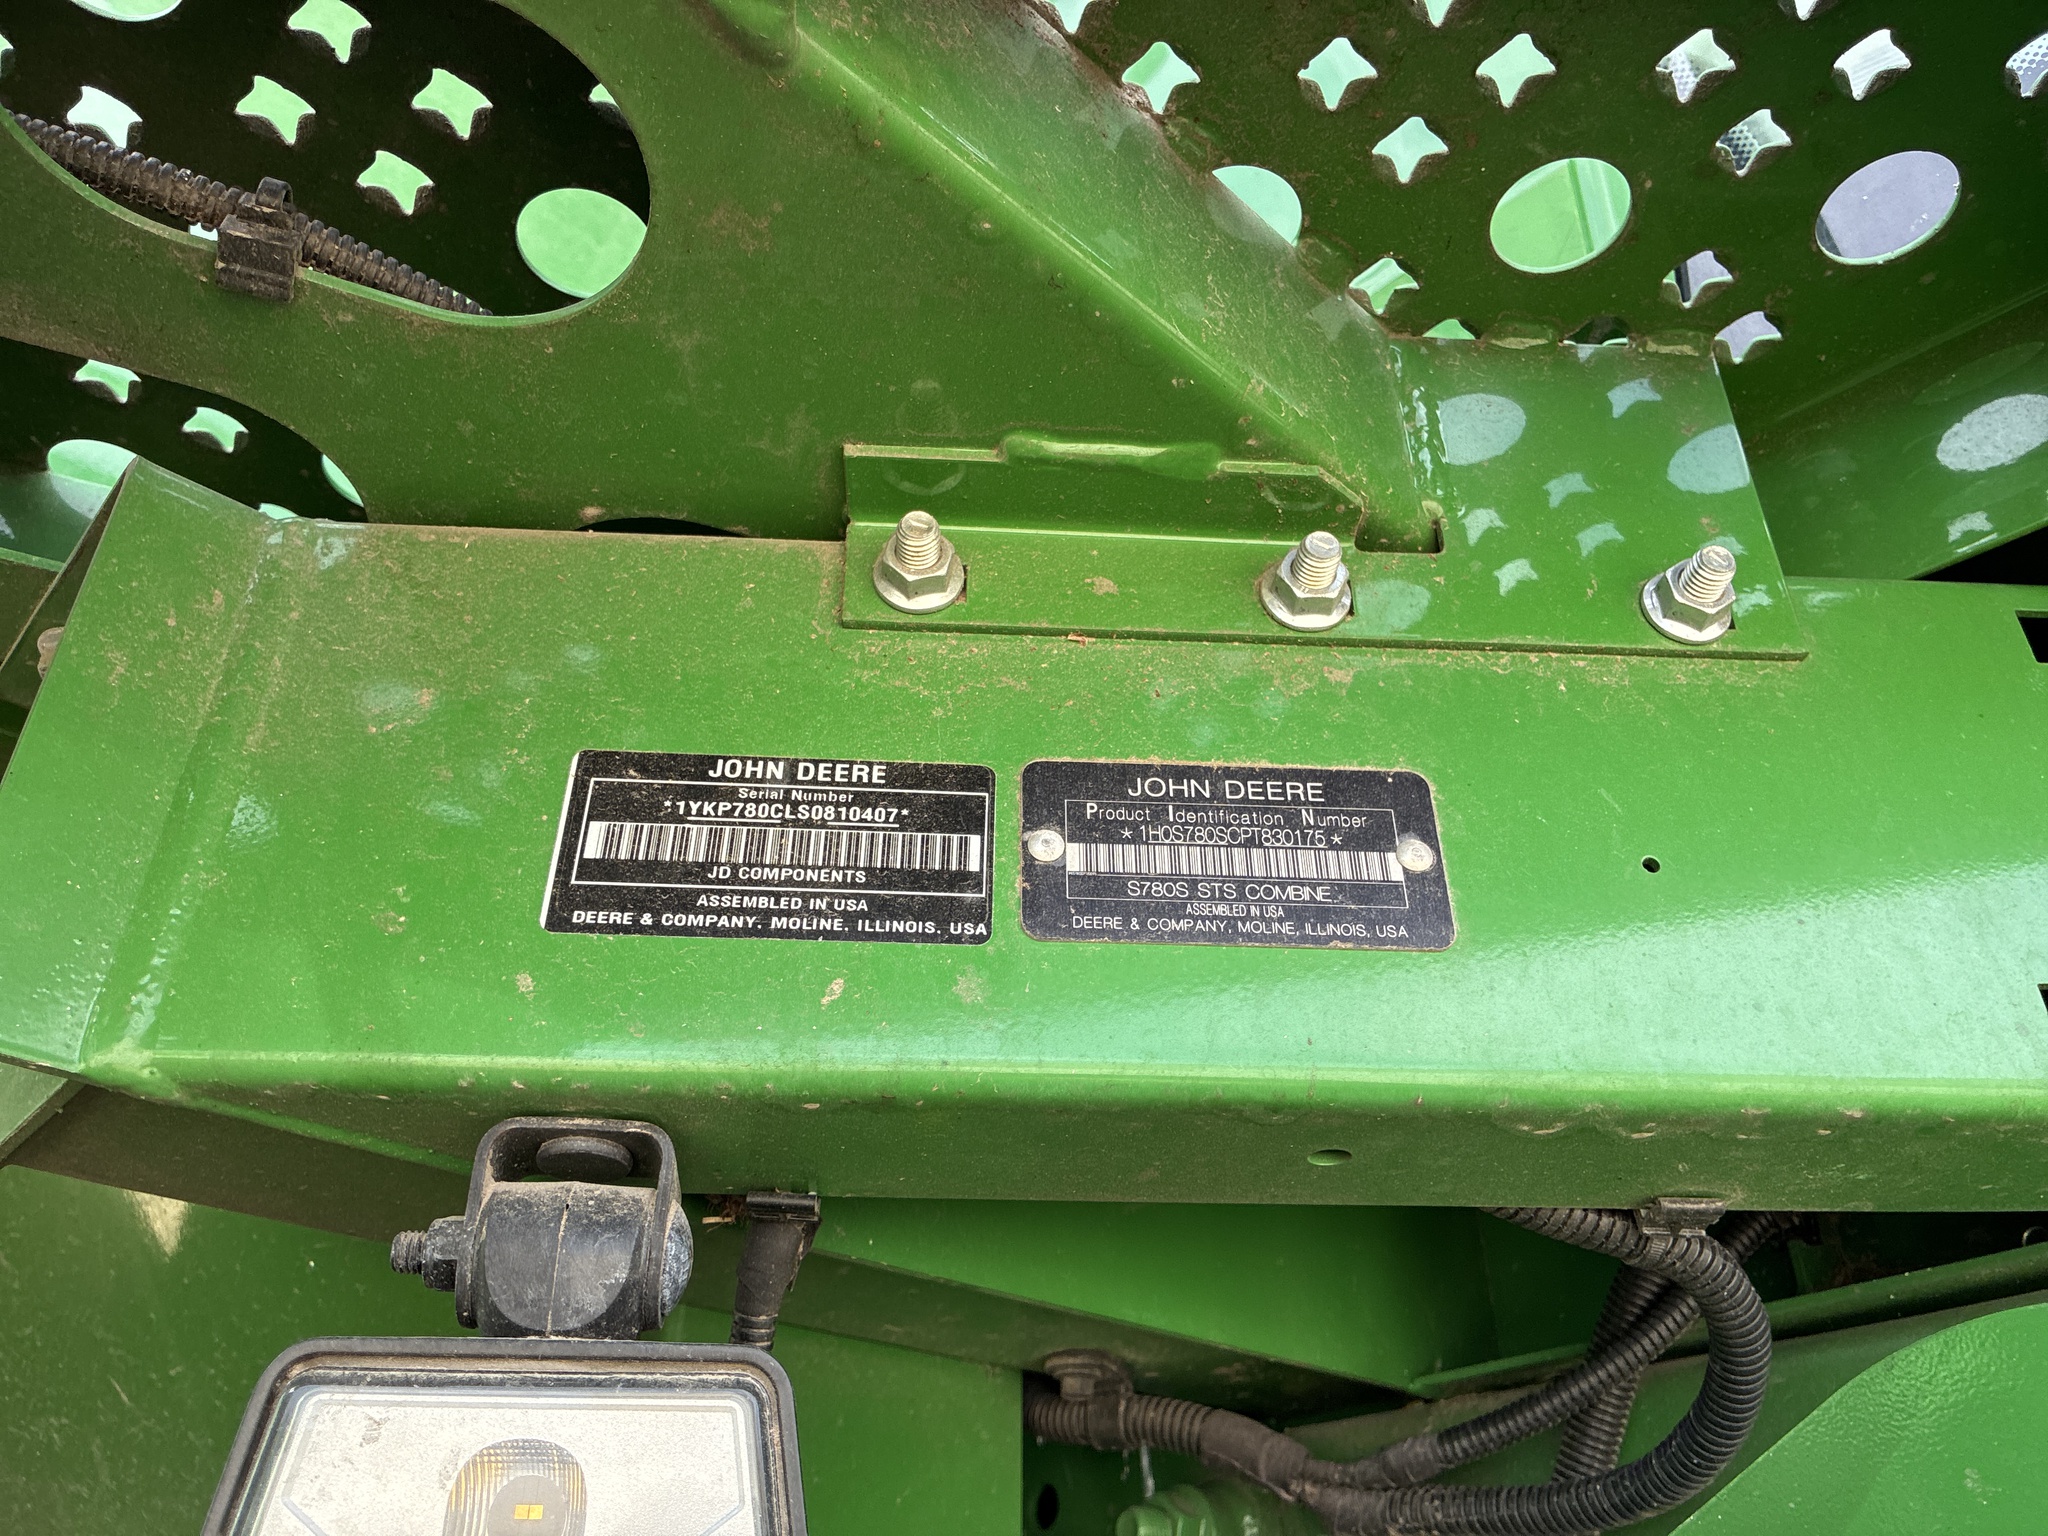 JOHN DEERE
Serial Number
*1YKP780CLS0810407*
JD COMPONENTS
ASSEMBLED IN USA
DEERE & COMPANY, MOLINE, ILLINOIS, USA
JOHN DEERE
Product Identification Number
*1H0S780SCPT830175*
S780S STS COMBINE
ASSEMBLED IN USA
DEERE & COMPANY, MOLINE, ILLINOIS, USA